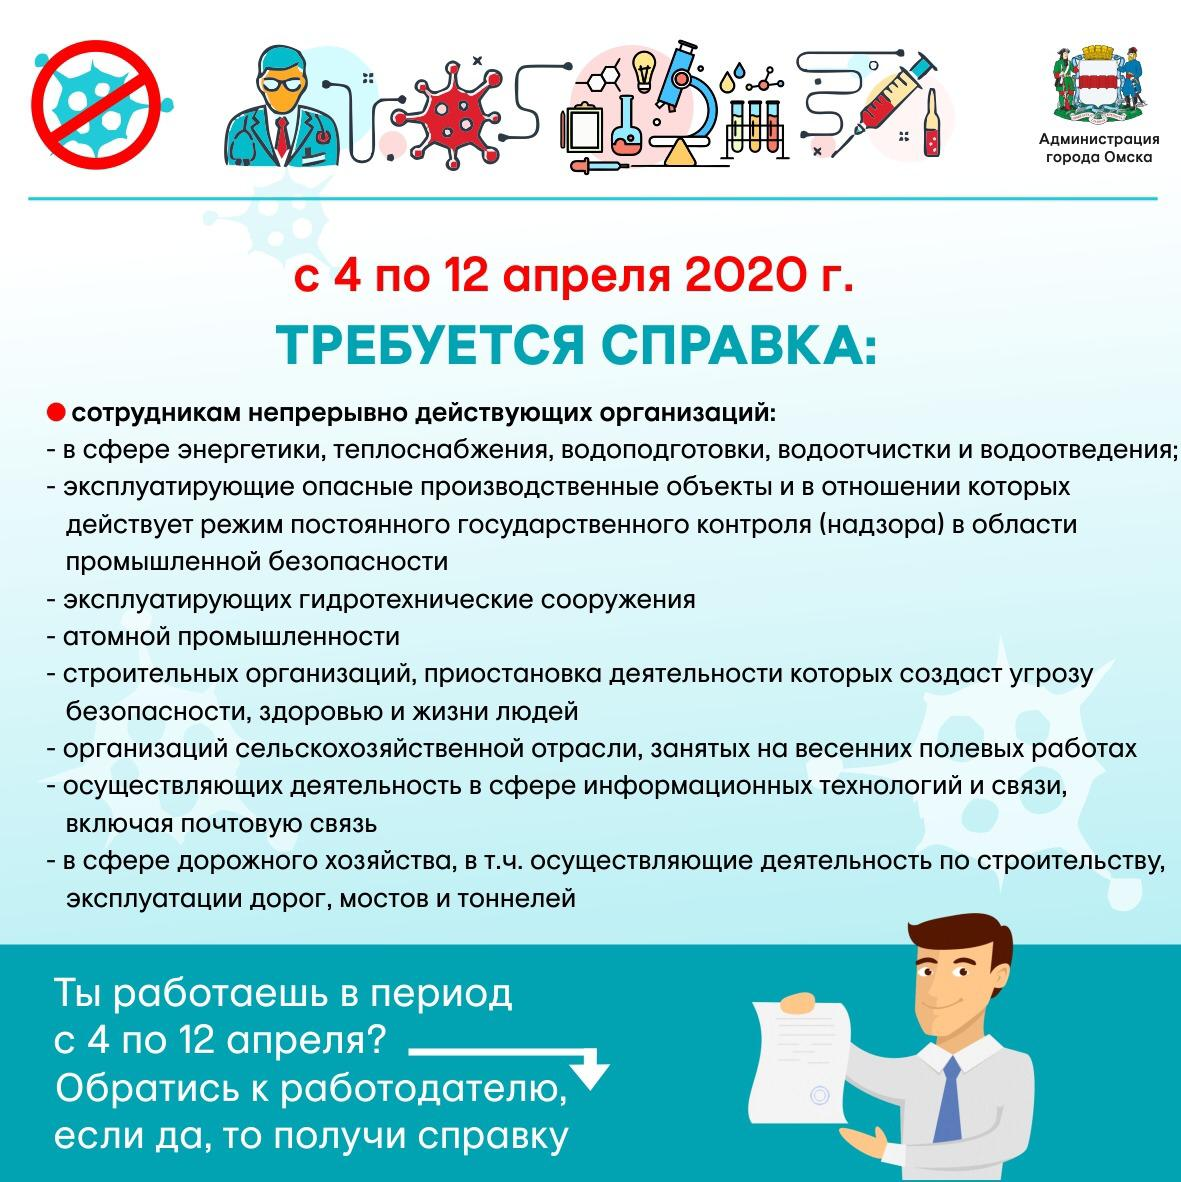 Администрация
города Омска
с 4 по 12 апреля 2020 г.
ТРЕБУЕТСЯ СПРАВКА:
сотрудникам непрерывно действующих организаций:
- в сфере энергетики, теплоснабжения, водоподготовки, водоотчистки и водоотведения;
- эксплуатирующие опасные производственные объекты и в отношении которых
действует режим постоянного государственного контроля (надзора) в области
промышленной безопасности
- эксплуатирующих гидротехнические сооружения
- атомной промышленности
- строительных организаций, приостановка деятельности которых создаст угрозу
безопасности, здоровью и жизни людей
- организаций сельскохозяйственной отрасли, занятых на весенних полевых работах
- осуществляющих деятельность в сфере информационных технологий и связи,
включая почтовую связь
- в сфере дорожного хозяйства, в т.ч. осуществляющие деятельность по строительству,
эксплуатации дорог, мостов и тоннелей
Ты работаешь в период
с 4 по 12 апреля?
Обратись к работодателю,
если да, то получи справку